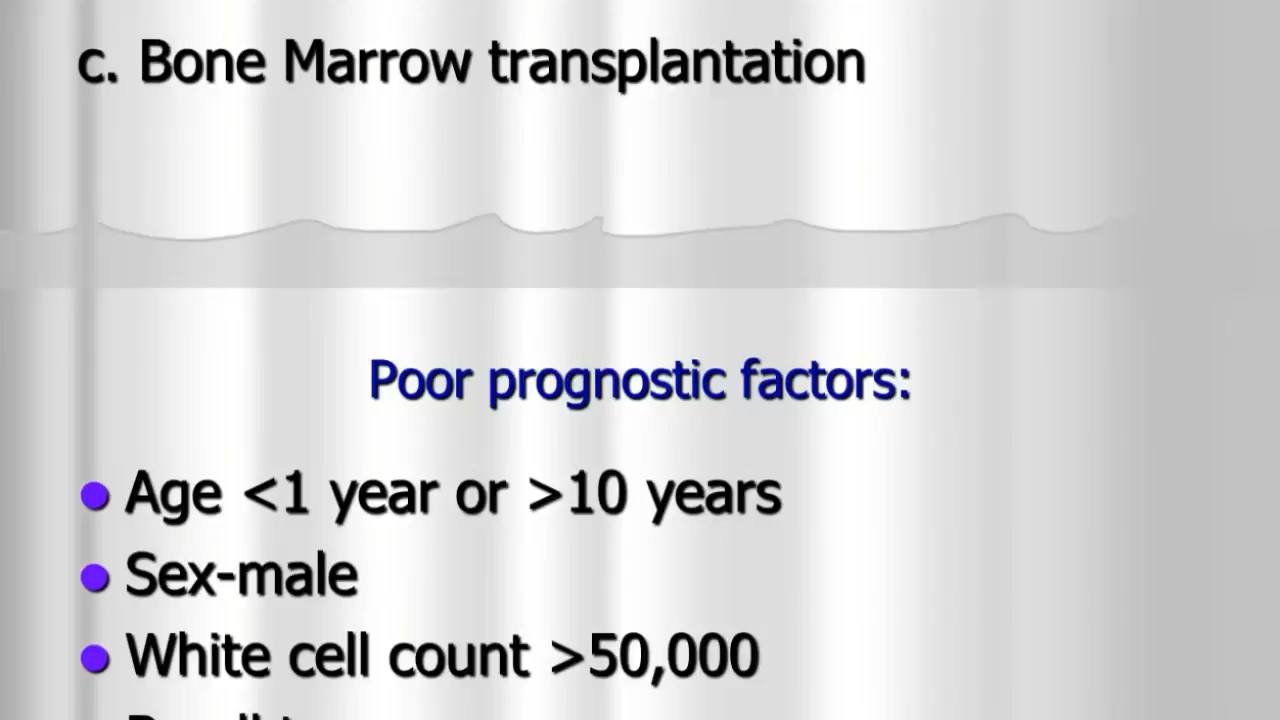 c. Bone Marrow transplantation
Poor prognostic factors:
Age <1 year or >10 years
Sex-male
White cell count >50,000